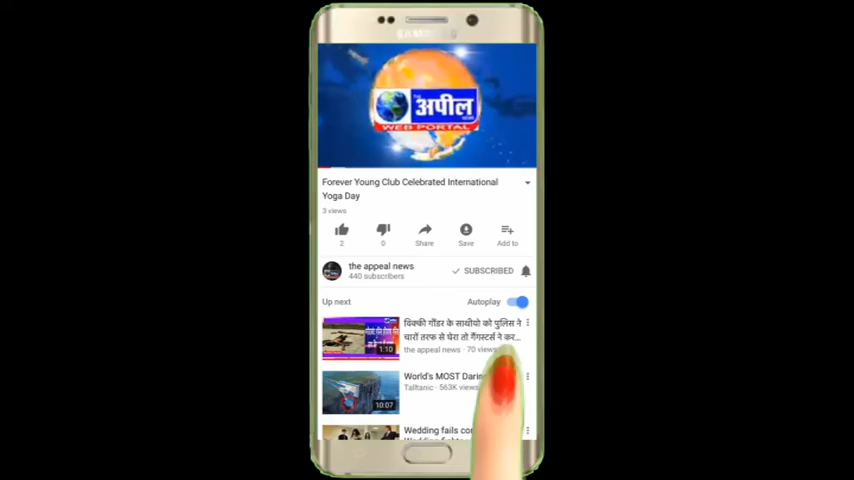 SAMSUNG
अपील
WEB PORTAL
Forever Young Club Celebrated International
Yoga Day
3 views
2
0
Share
Save
Add to
the appeal news
440 subscribers
SUBSCRIBED
Up next
Autoplay
विक्की गौंडर के साथीयो को पुलिस ने
चारों तरफ से घेरा तो गैंगस्टर्स ने कर...
the appeal news · 70 views
1:10
World's MOST Darin
Talltanic · 563K views
10:07
Wedding fails co